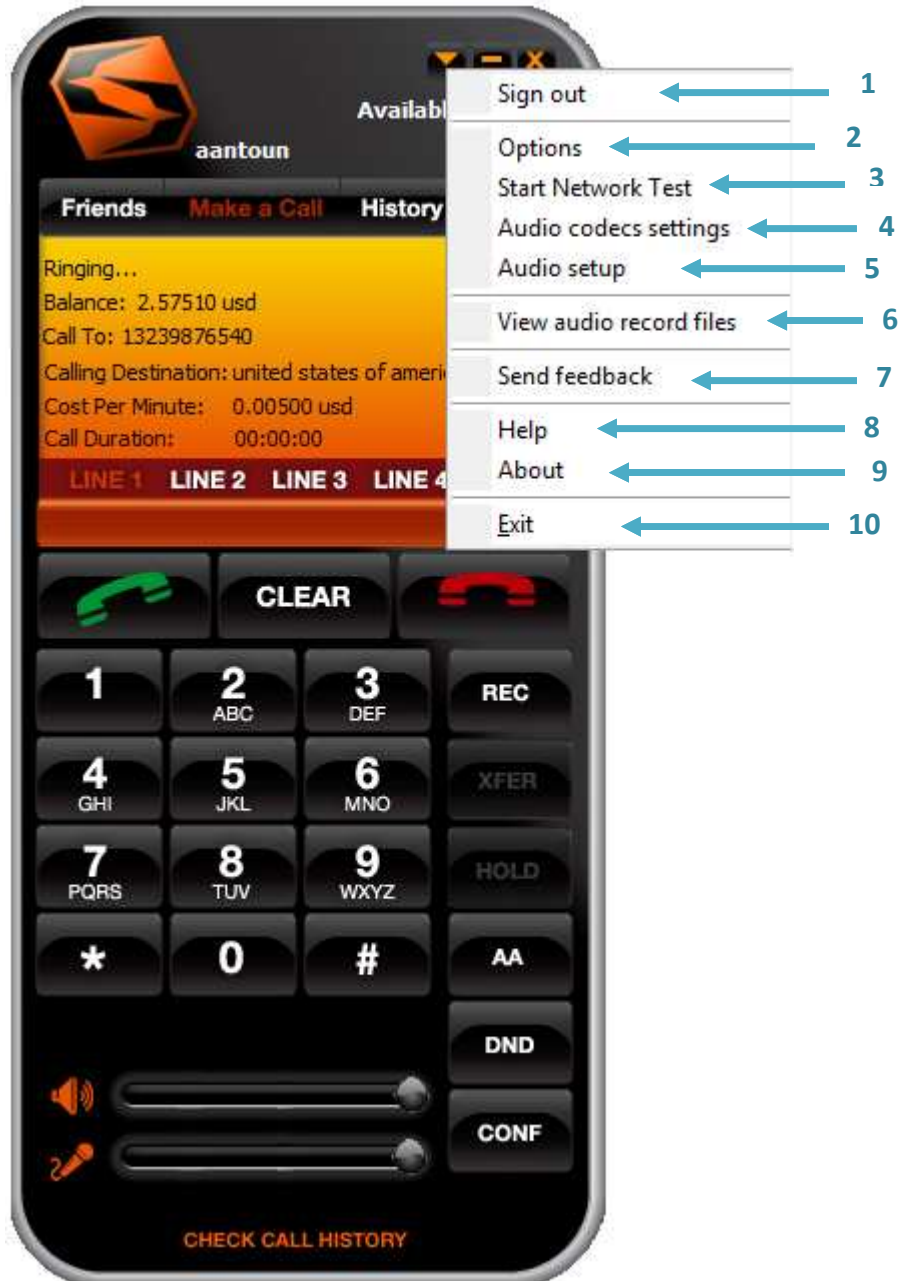 Availabl
aantoun
Friends Make a Call History
Ringing...
Balance: 2.57510 usd
Call To: 13239876540
Calling Destination: united states of ameri
Cost Per Minute: 0.00500 usd
Call Duration: 00:00:00
LINE 1 LINE 2 LINE 3 LINE 4
Sign out 1
Options 2
Start Network Test 3
Audio codecs settings 4
Audio setup 5
View audio record files 6
Send feedback 7
Help 8
About 9
Exit 10
CLEAR
1 2 ABC 3 DEF REC
4 GHI 5 JKL 6 MNO XFER
7 PQRS 8 TUV 9 WXYZ HOLD
* 0 # AA
DND
CONF
CHECK CALL HISTORY